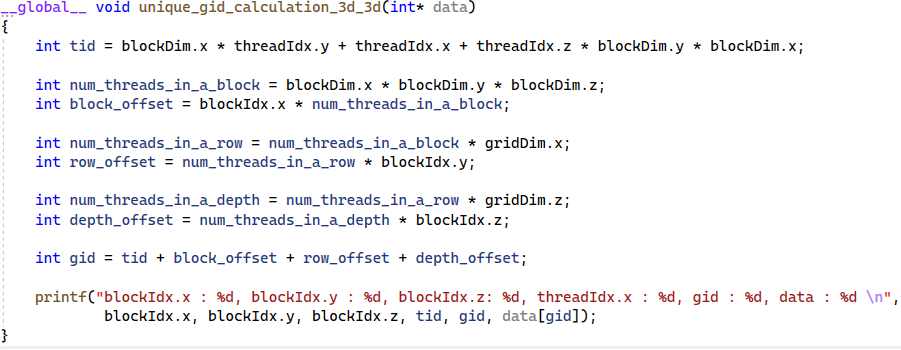 __global__ void unique_gid_calculation_3d_3d(int* data)
{
    int tid = blockDim.x * threadIdx.y + threadIdx.x + threadIdx.z * blockDim.y * blockDim.x;

    int num_threads_in_a_block = blockDim.x * blockDim.y * blockDim.z;
    int block_offset = blockIdx.x * num_threads_in_a_block;

    int num_threads_in_a_row = num_threads_in_a_block * gridDim.x;
    int row_offset = num_threads_in_a_row * blockIdx.y;

    int num_threads_in_a_depth = num_threads_in_a_row * gridDim.z;
    int depth_offset = num_threads_in_a_depth * blockIdx.z;

    int gid = tid + block_offset + row_offset + depth_offset;

    printf("blockIdx.x : %d, blockIdx.y : %d, blockIdx.z: %d, threadIdx.x : %d, gid : %d, data : %d \n",
            blockIdx.x, blockIdx.y, blockIdx.z, tid, gid, data[gid]);
}